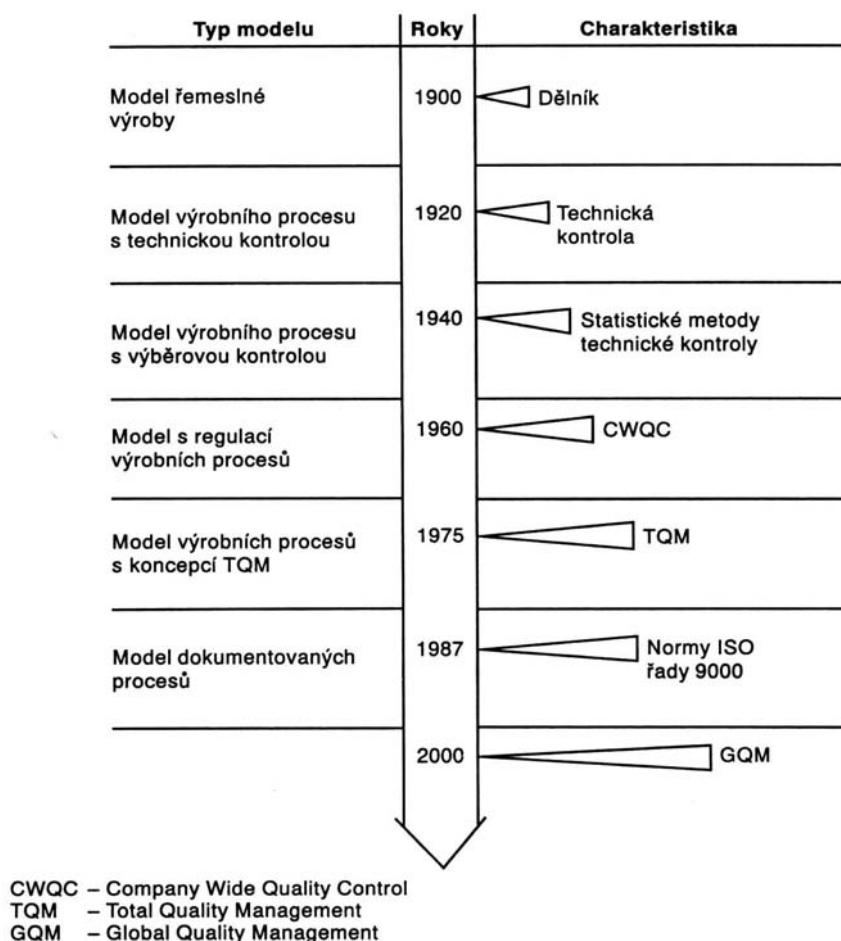 Typ modelu Roky Charakteristika
Model řemeslné
výroby
1900
Dělník
Model výrobního procesu
s technickou kontrolou
1920
Technická
kontrola
Model výrobního procesu
s výběrovou kontrolou
1940
Statistické metody
technické kontroly
Model s regulací
výrobních procesů
1960
CWQC
Model výrobních procesů
s koncepcí TQM
1975
TQM
Model dokumentovaných
procesů
1987
Normy ISO
řady 9000
2000
GQM
CWQC – Company Wide Quality Control
TQM – Total Quality Management
GQM – Global Quality Management